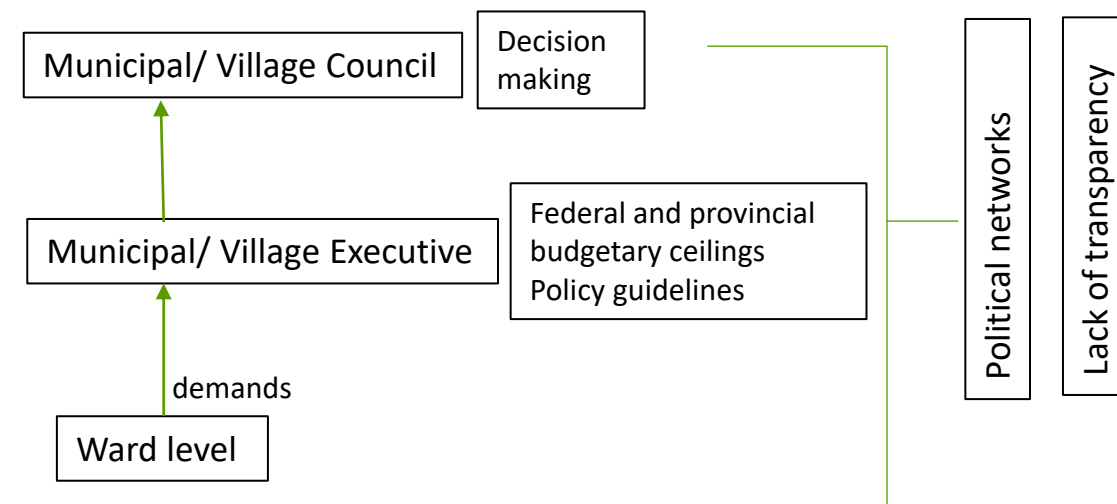 Municipal/ Village Council
Decision
making
Municipal/ Village Executive
Federal and provincial
budgetary ceilings
Policy guidelines
demands
Ward level
Political networks
Lack of transparency